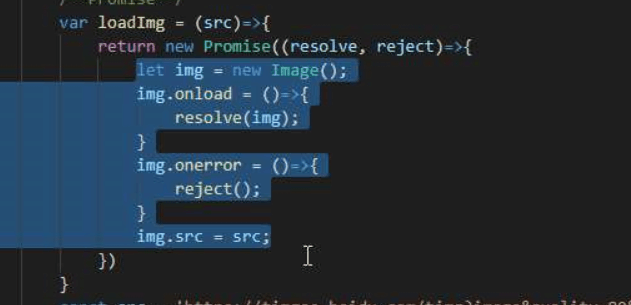 /* Promise */
var loadImg = (src)=>{
return new Promise((resolve, reject)=>{
let img = new Image();
img.onload = ()=>{
resolve(img);
}
img.onerror = ()=>{
reject();
}
img.src = src;
})
}